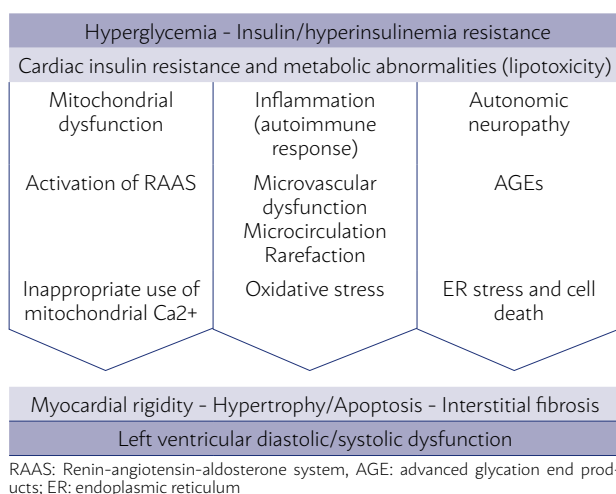 Hyperglycemia - Insulin/hyperinsulinemia resistance
Cardiac insulin resistance and metabolic abnormalities (lipotoxicity)
Mitochondrial
dysfunction
Activation of RAAS
Inappropriate use of
mitochondrial Ca2+
Inflammation
(autoimmune
response)
Microvascular
dysfunction
Microcirculation
Rarefaction
Oxidative stress
Autonomic
neuropathy
AGEs
ER stress and cell
death
Myocardial rigidity - Hypertrophy/Apoptosis - Interstitial fibrosis
Left ventricular diastolic/systolic dysfunction
RAAS: Renin-angiotensin-aldosterone system, AGE: advanced glycation end prod-
ucts; ER: endoplasmic reticulum